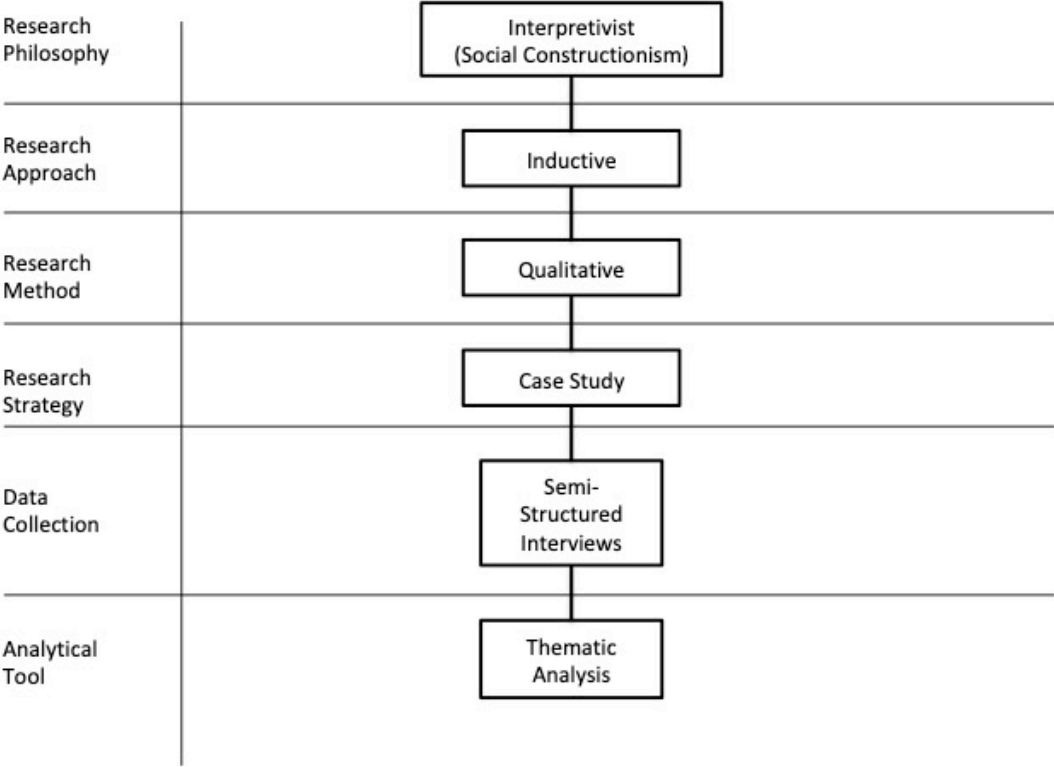 Research
Philosophy
Interpretivist
(Social Constructionism)
Research
Approach
Inductive
Research
Method
Qualitative
Research
Strategy
Case Study
Data
Collection
Semi-
Structured
Interviews
Analytical
Tool
Thematic
Analysis